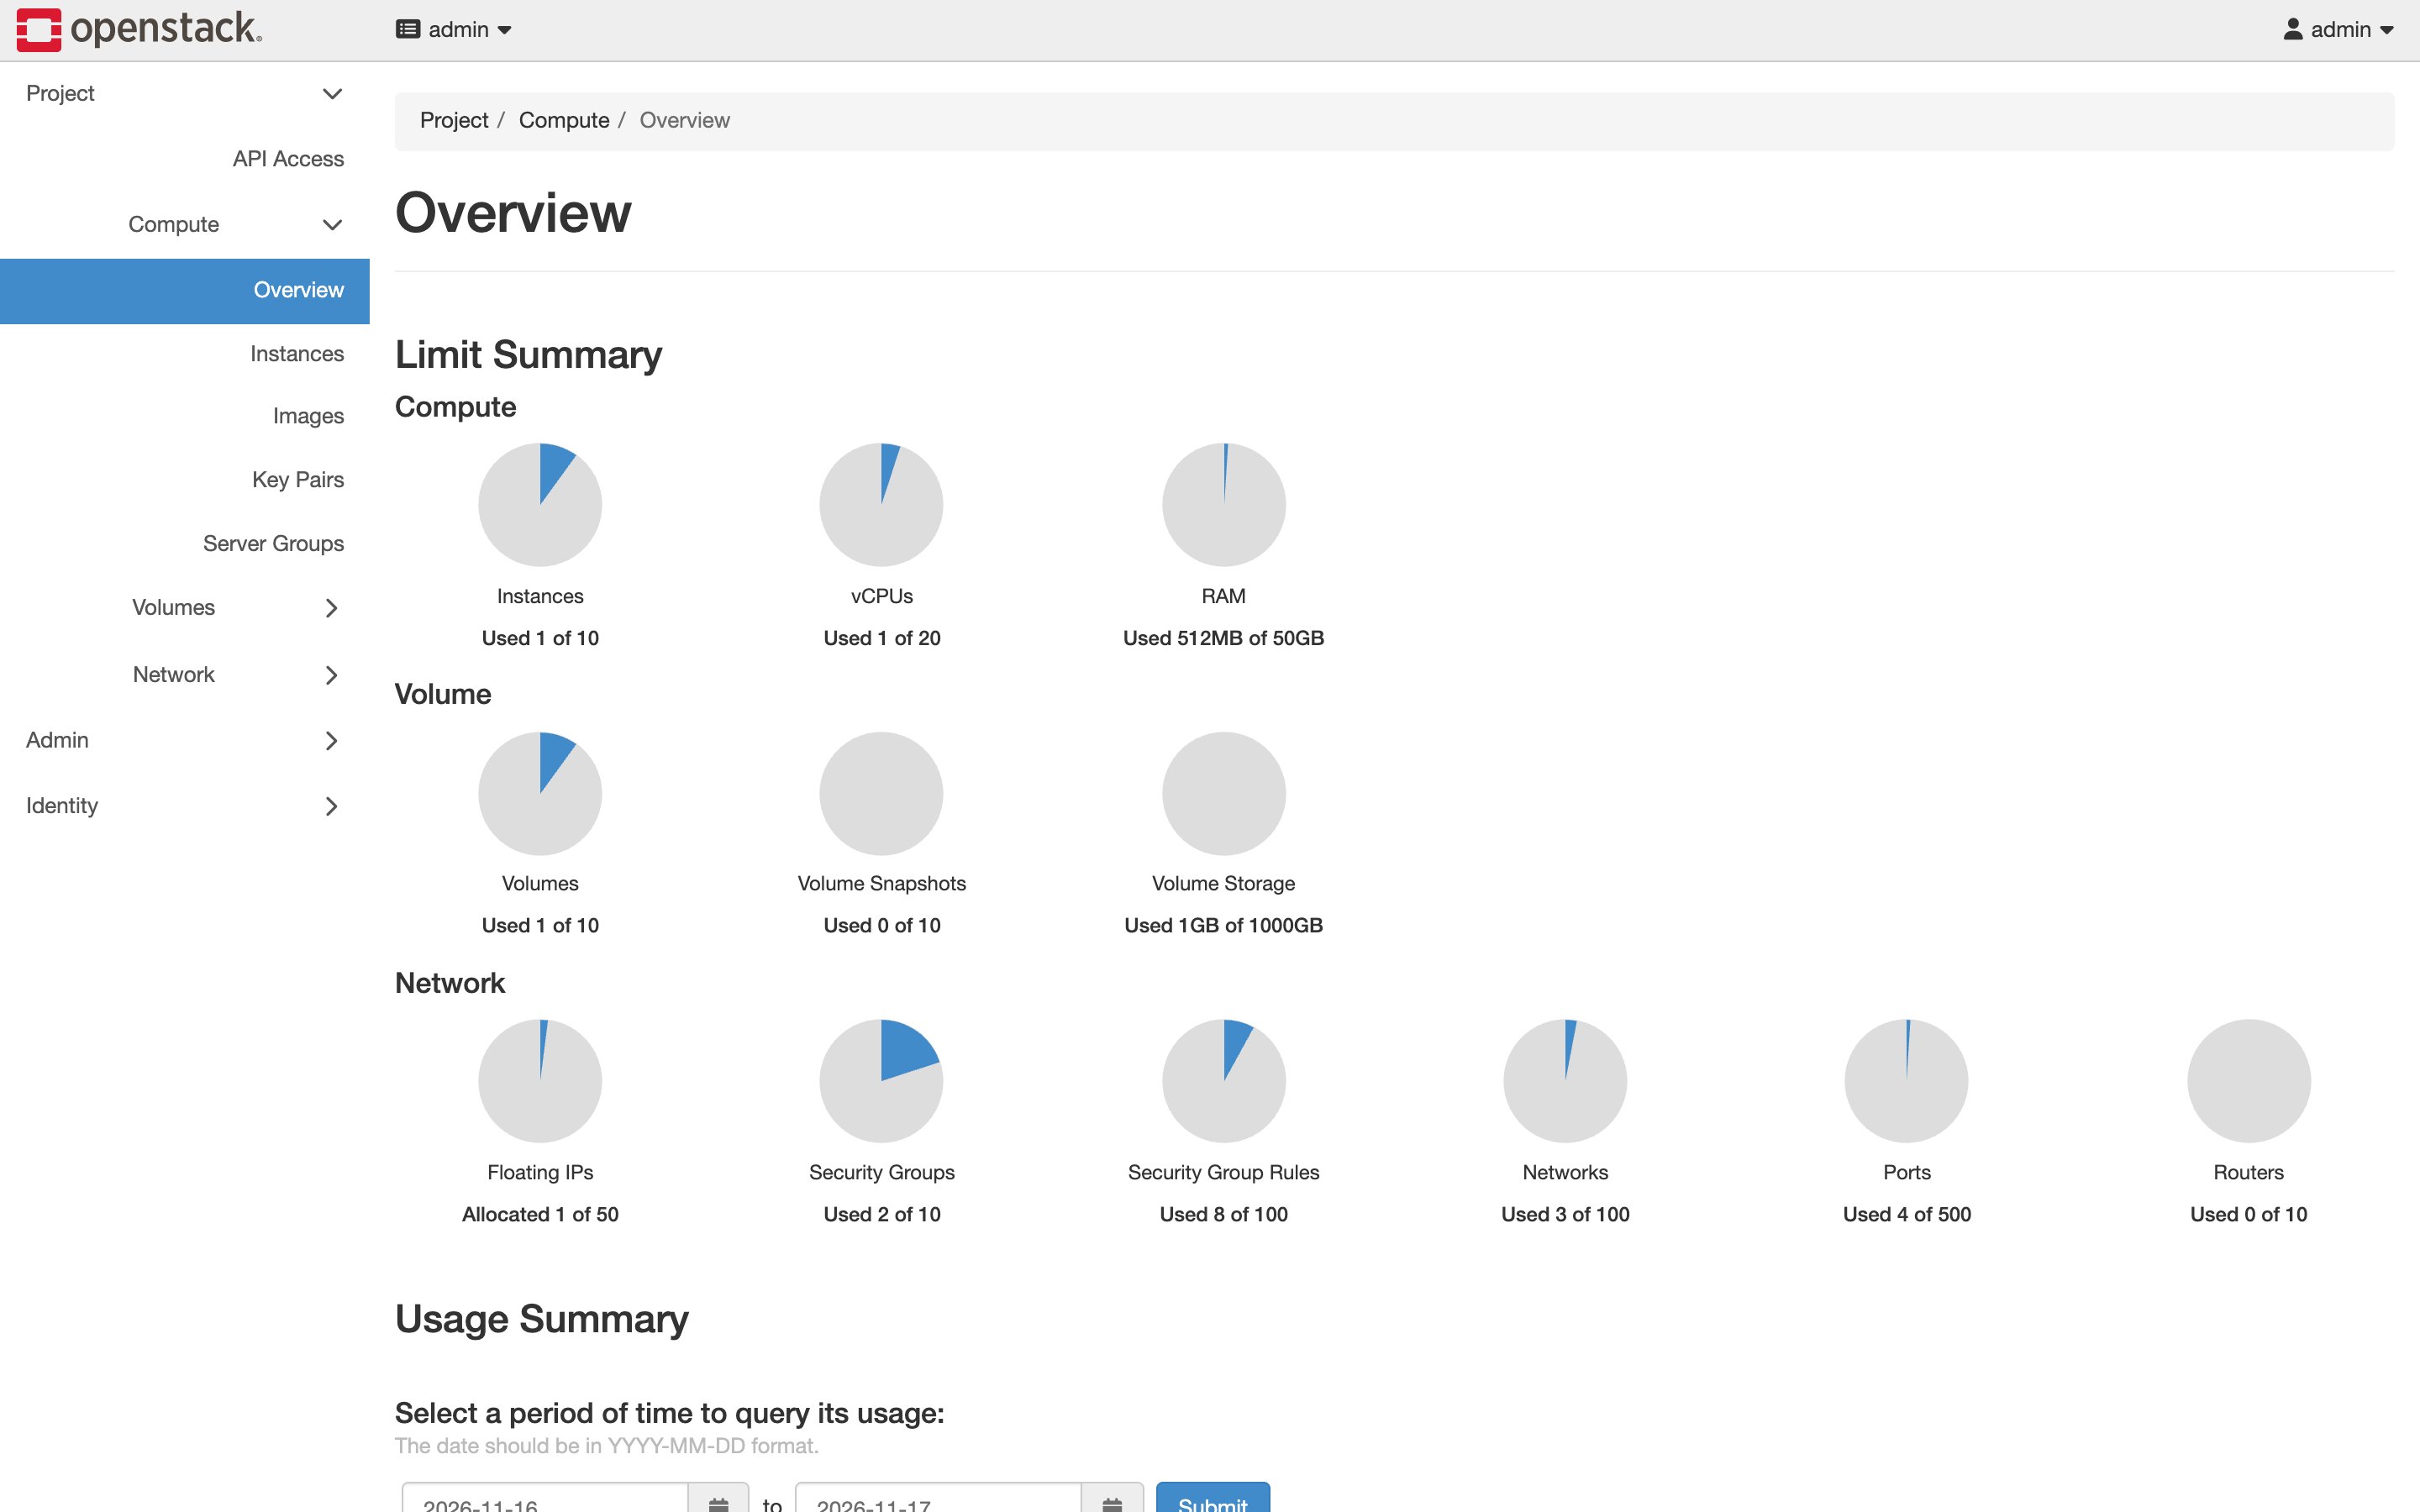 openstack.
admin
admin
Project
API Access
Compute
Overview
Instances
Images
Key Pairs
Server Groups
Volumes
Network
Admin
Identity
Project / Compute / Overview
Overview
Limit Summary
Compute
Instances
Used 1 of 10
vCPUs
Used 1 of 20
RAM
Used 512MB of 50GB
Volume
Volumes
Used 1 of 10
Volume Snapshots
Used 0 of 10
Volume Storage
Used 1GB of 1000GB
Network
Floating IPs
Allocated 1 of 50
Security Groups
Used 2 of 10
Security Group Rules
Used 8 of 100
Networks
Used 3 of 100
Ports
Used 4 of 500
Routers
Used 0 of 10
Usage Summary
Select a period of time to query its usage:
The date should be in YYYY-MM-DD format.
2026-11-16 to 2026-11-17 Submit